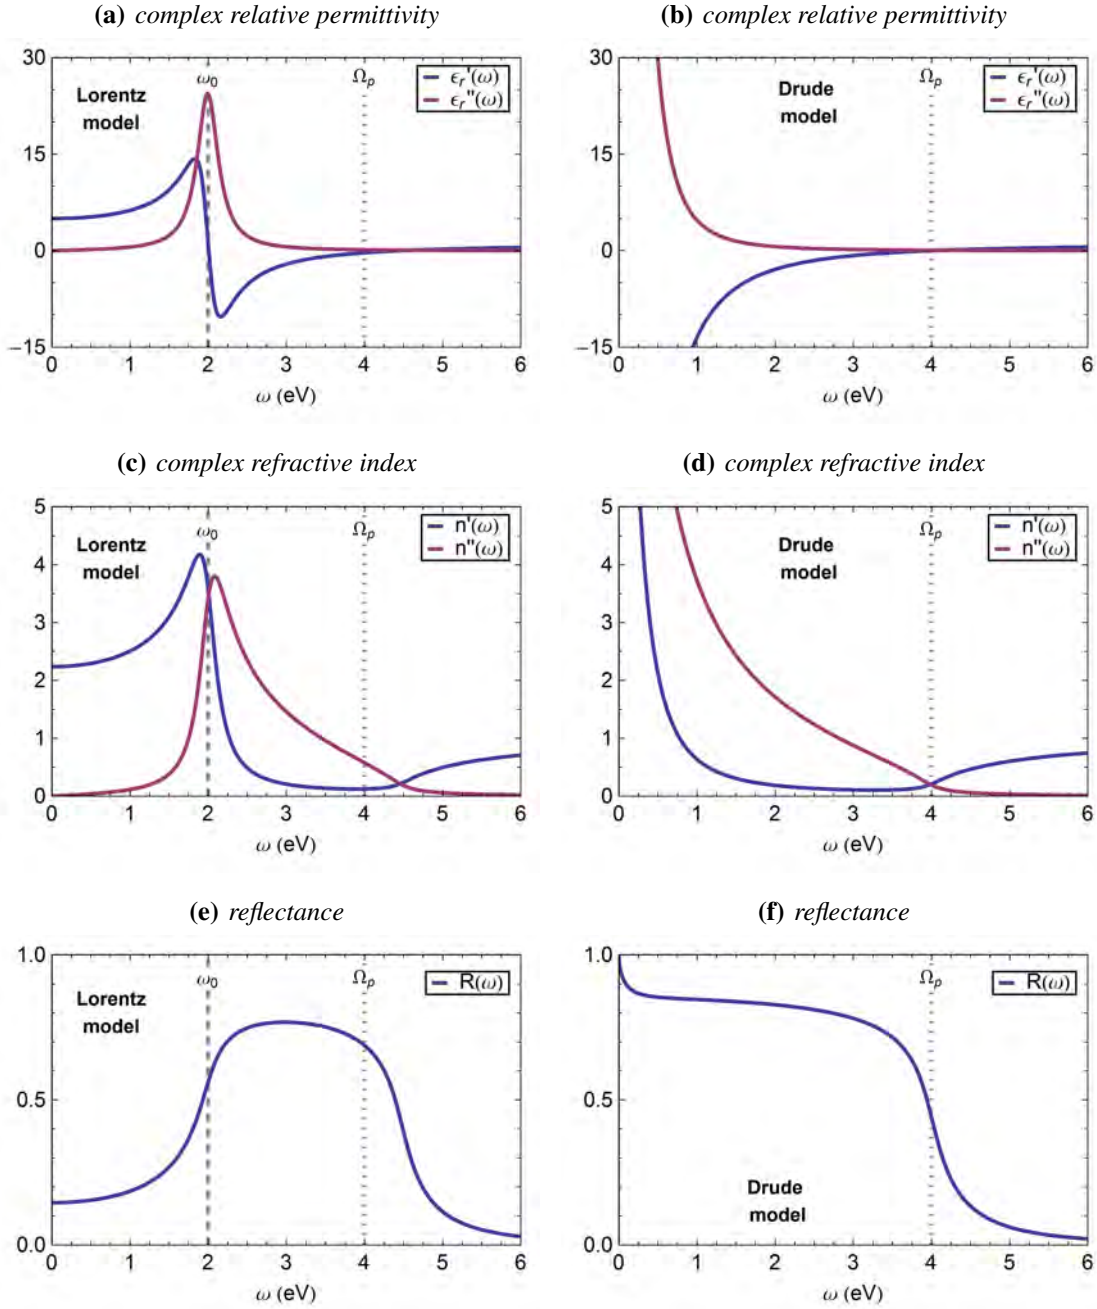 (a) complex relative permittivity
(b) complex relative permittivity
30
15
0
−15
Lorentz
model
ω₀
Ωₚ
ϵᵣ'(ω)
ϵᵣ''(ω)
0 1 2 3 4 5 6
ω (eV)
30
15
0
−15
Drude
model
Ωₚ
ϵᵣ'(ω)
ϵᵣ''(ω)
0 1 2 3 4 5 6
ω (eV)
(c) complex refractive index
(d) complex refractive index
5
4
3
2
1
0
Lorentz
model
ω₀
Ωₚ
n'(ω)
n''(ω)
0 1 2 3 4 5 6
ω (eV)
5
4
3
2
1
0
Drude
model
Ωₚ
n'(ω)
n''(ω)
0 1 2 3 4 5 6
ω (eV)
(e) reflectance
(f) reflectance
1.0
0.5
0.0
Lorentz
model
ω₀
Ωₚ
R(ω)
0 1 2 3 4 5 6
ω (eV)
1.0
0.5
0.0
Ωₚ
R(ω)
Drude
model
0 1 2 3 4 5 6
ω (eV)